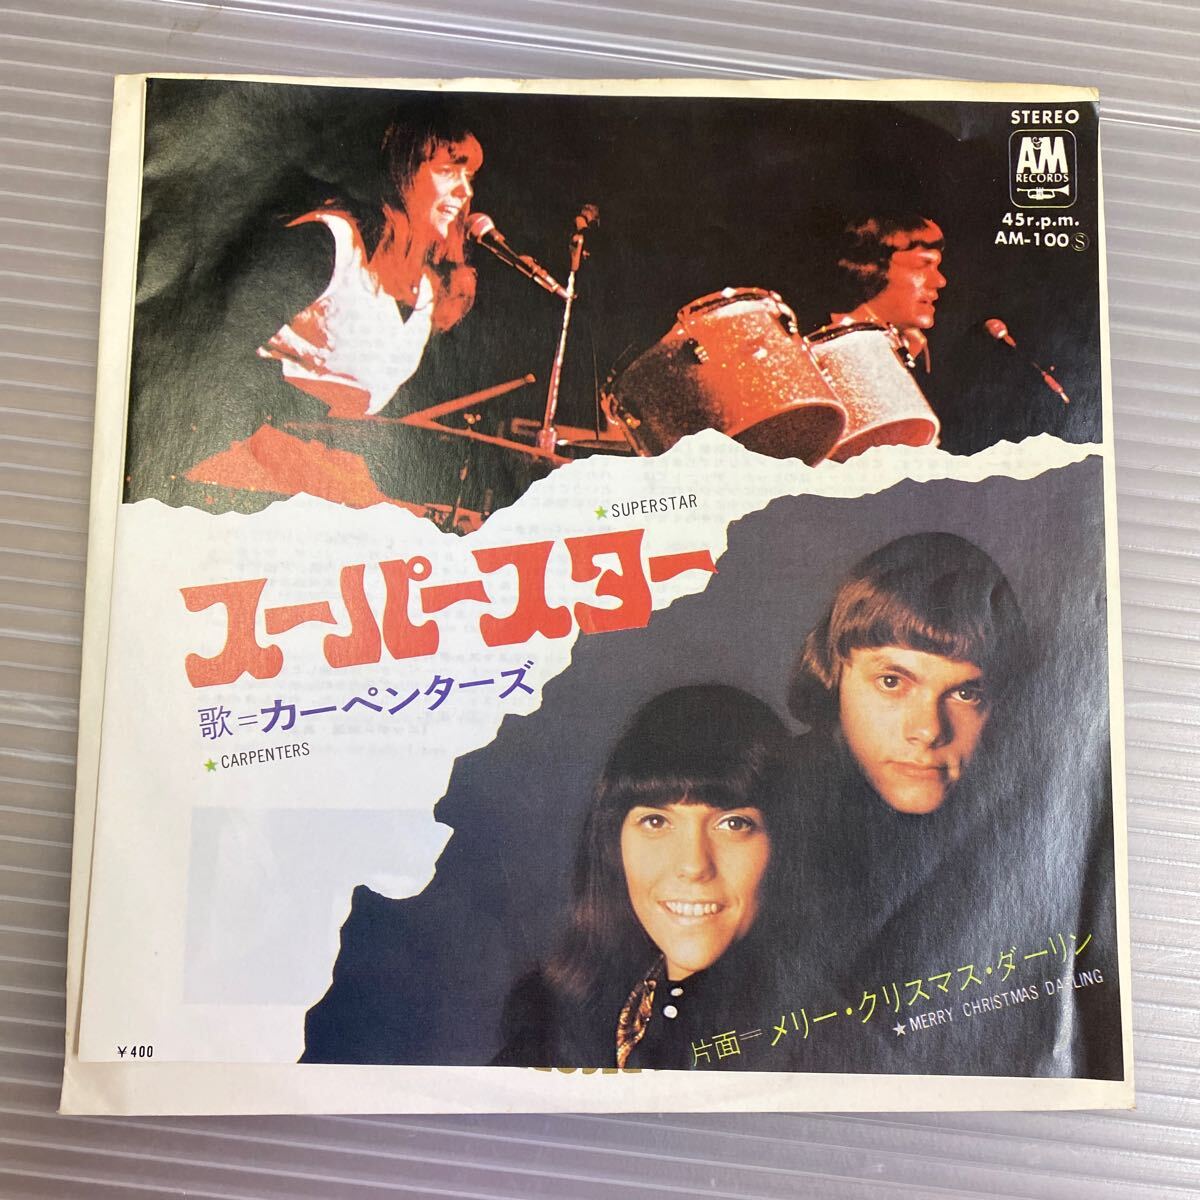 STEREO
A&M
RECORDS
45r.p.m.
AM-100 Ⓢ
★SUPERSTAR
スーパースター
歌=カーペンターズ
★CARPENTERS
片面=メリー・クリスマス・ダーリン
★MERRY CHRISTMAS DARLING
¥400